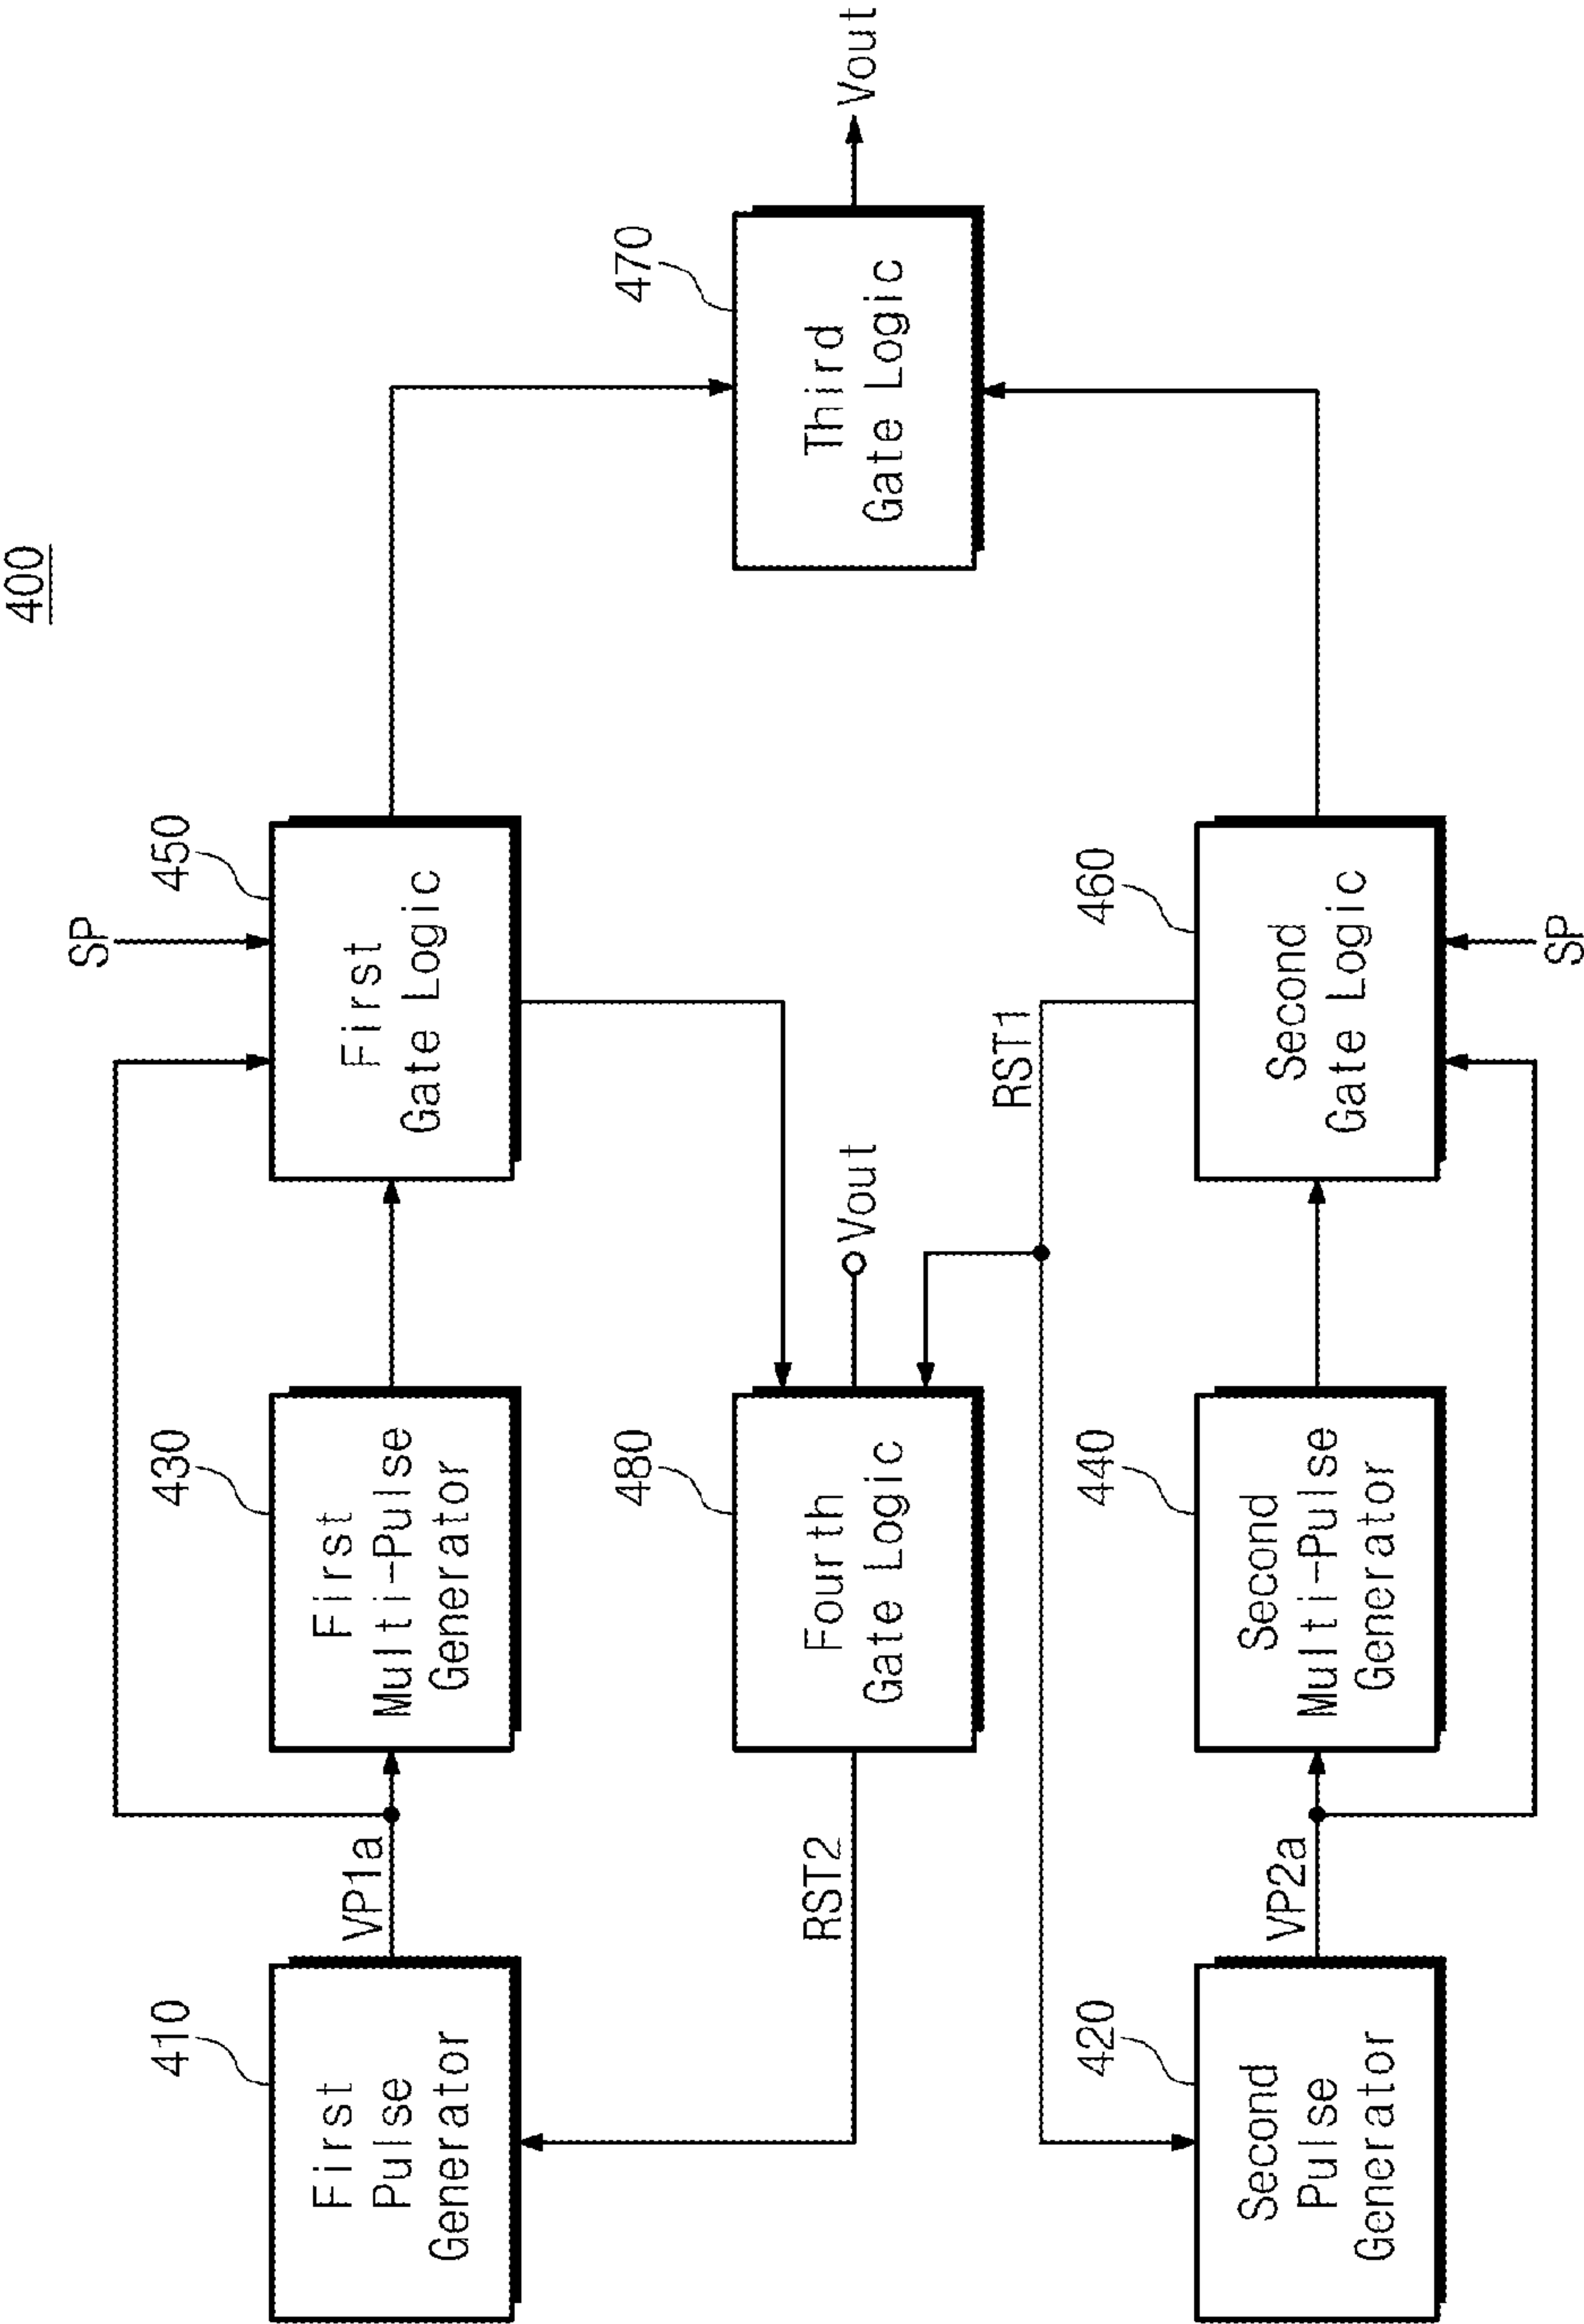 400
SP
450
430
410
First
Pulse
Generator
VP1a
First
Multi-Pulse
Generator
First
Gate Logic
470
480
RST2
Fourth
Gate Logic
Vout
Third
Gate Logic
Vout
RST1
460
440
420
Second
Pulse
Generator
VP2a
Second
Multi-Pulse
Generator
Second
Gate Logic
SP